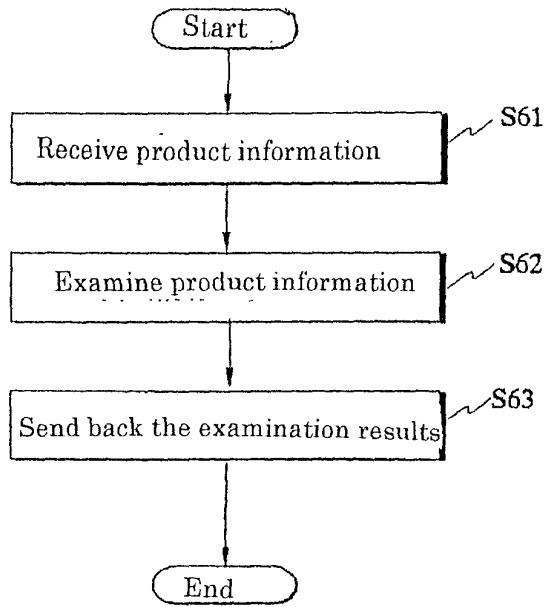 Start
Receive product information
S61
Examine product information
S62
Send back the examination results
S63
End